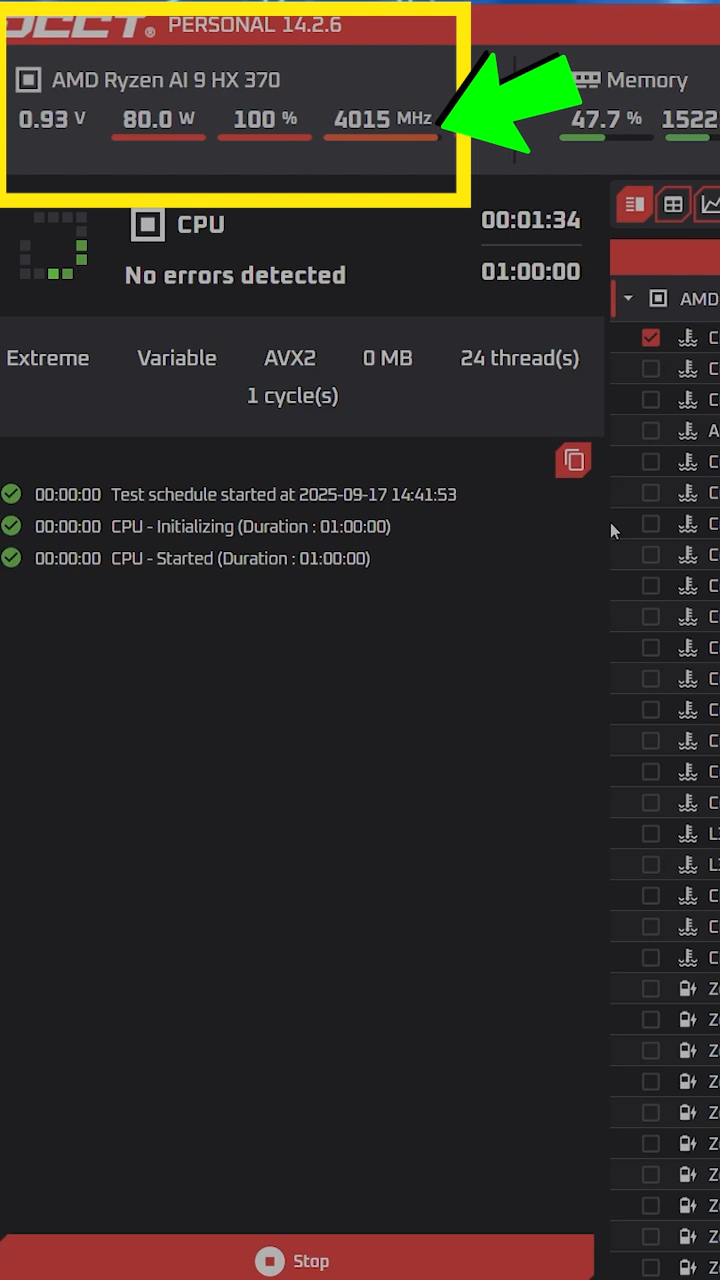 PERSONAL 14.2.6
AMD Ryzen AI 9 HX 370
0.93 V 80.0 W 100 % 4015 MHz
Memory
47.7 % 1522
CPU
No errors detected
00:01:34
01:00:00
AMD
Extreme Variable AVX2 0 MB 24 thread(s)
1 cycle(s)
00:00:00 Test schedule started at 2025-09-17 14:41:53
00:00:00 CPU - Initializing (Duration : 01:00:00)
00:00:00 CPU - Started (Duration : 01:00:00)
Stop